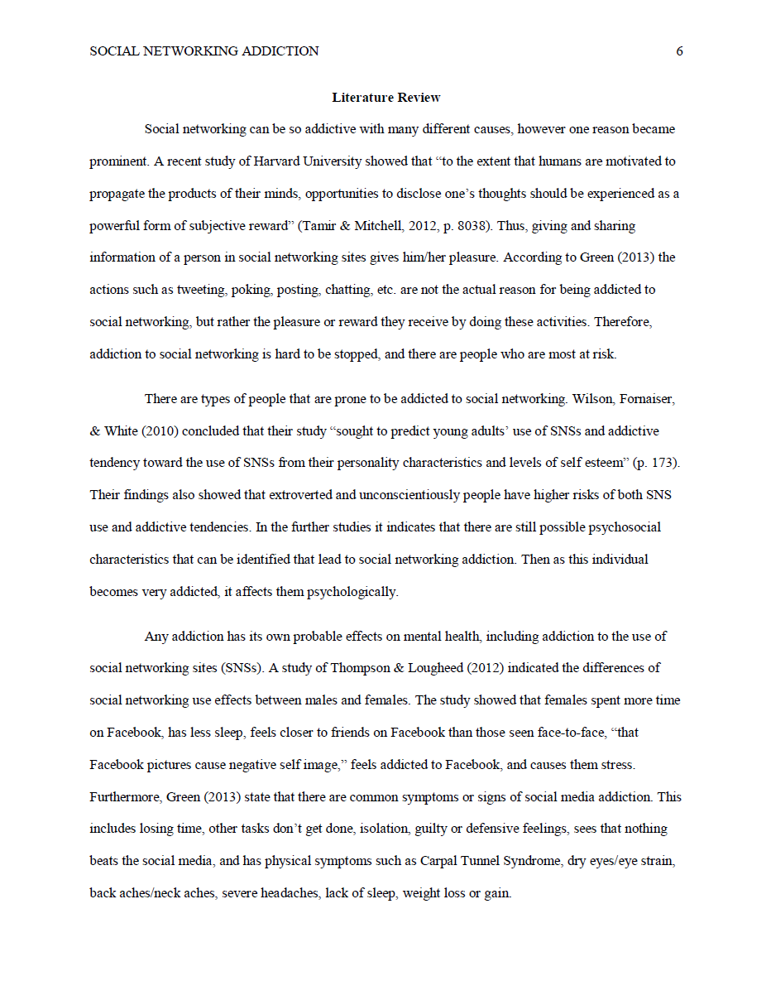 SOCIAL NETWORKING ADDICTION 6
Literature Review
Social networking can be so addictive with many different causes, however one reason became
prominent. A recent study of Harvard University showed that “to the extent that humans are motivated to
propagate the products of their minds, opportunities to disclose one’s thoughts should be experienced as a
powerful form of subjective reward” (Tamir & Mitchell, 2012, p. 8038). Thus, giving and sharing
information of a person in social networking sites gives him/her pleasure. According to Green (2013) the
actions such as tweeting, poking, posting, chatting, etc. are not the actual reason for being addicted to
social networking, but rather the pleasure or reward they receive by doing these activities. Therefore,
addiction to social networking is hard to be stopped, and there are people who are most at risk.
There are types of people that are prone to be addicted to social networking. Wilson, Fornaiser,
& White (2010) concluded that their study “sought to predict young adults’ use of SNSs and addictive
tendency toward the use of SNSs from their personality characteristics and levels of self esteem” (p. 173).
Their findings also showed that extroverted and unconscientiously people have higher risks of both SNS
use and addictive tendencies. In the further studies it indicates that there are still possible psychosocial
characteristics that can be identified that lead to social networking addiction. Then as this individual
becomes very addicted, it affects them psychologically.
Any addiction has its own probable effects on mental health, including addiction to the use of
social networking sites (SNSs). A study of Thompson & Lougheed (2012) indicated the differences of
social networking use effects between males and females. The study showed that females spent more time
on Facebook, has less sleep, feels closer to friends on Facebook than those seen face-to-face, “that
Facebook pictures cause negative self image,” feels addicted to Facebook, and causes them stress.
Furthermore, Green (2013) state that there are common symptoms or signs of social media addiction. This
includes losing time, other tasks don’t get done, isolation, guilty or defensive feelings, sees that nothing
beats the social media, and has physical symptoms such as Carpal Tunnel Syndrome, dry eyes/eye strain,
back aches/neck aches, severe headaches, lack of sleep, weight loss or gain.